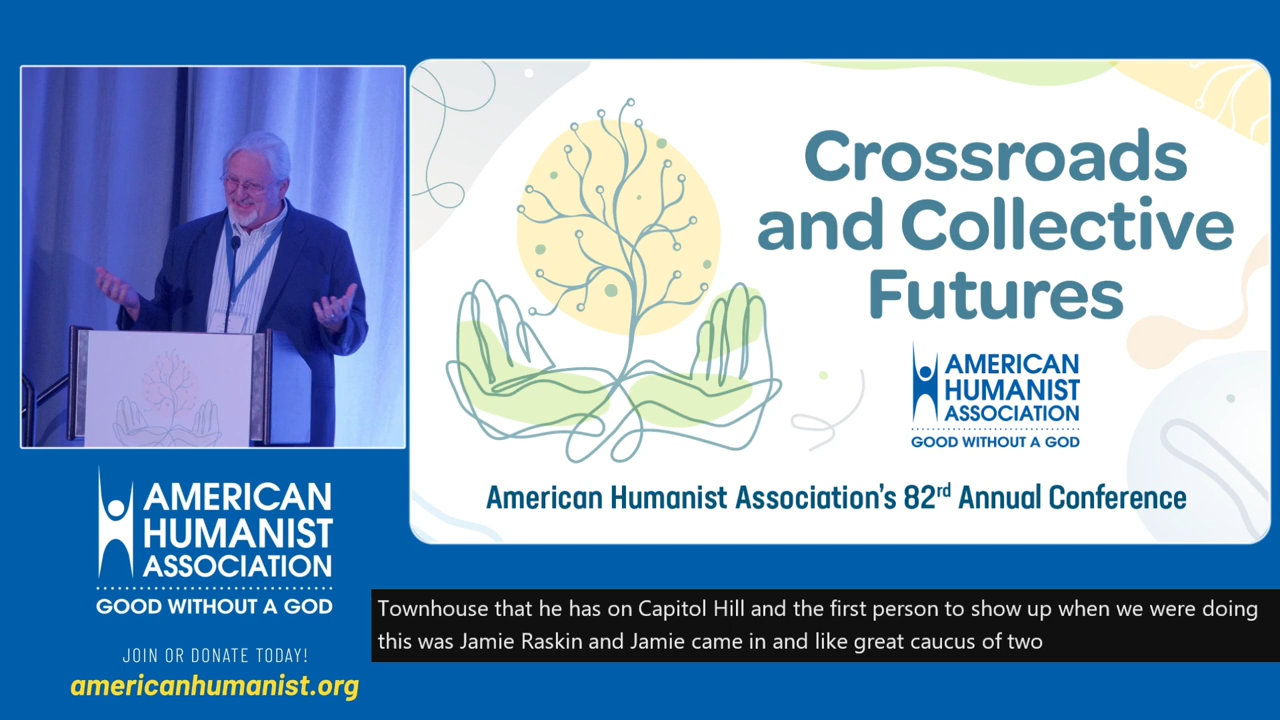 Crossroads
and Collective
Futures
AMERICAN
HUMANIST
ASSOCIATION
GOOD WITHOUT A GOD
American Humanist Association's 82rd Annual Conference
AMERICAN
HUMANIST
ASSOCIATION
GOOD WITHOUT A GOD
JOIN OR DONATE TODAY!
americanhumanist.org
Townhouse that he has on Capitol Hill and the first person to show up when we were doing
this was Jamie Raskin and Jamie came in and like great caucus of two